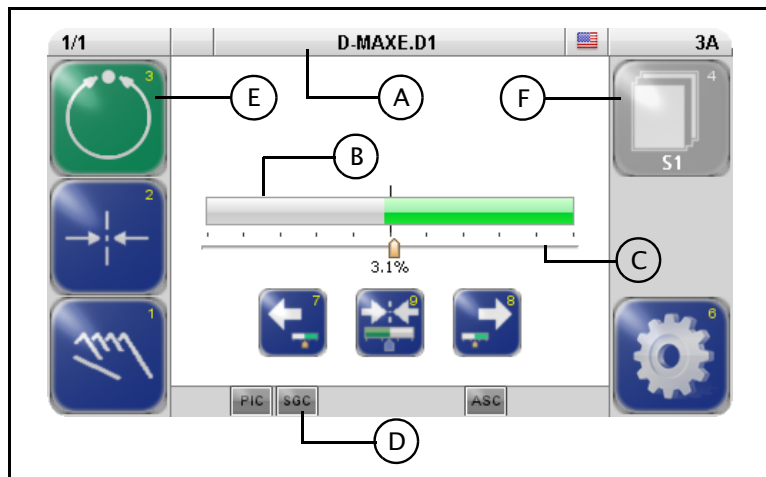 1/1 D-MAXE.D1 3A
3 E A F 4
B S1
2
C
3.1%
7 9 8
1 6
PIC SGC ASC
D